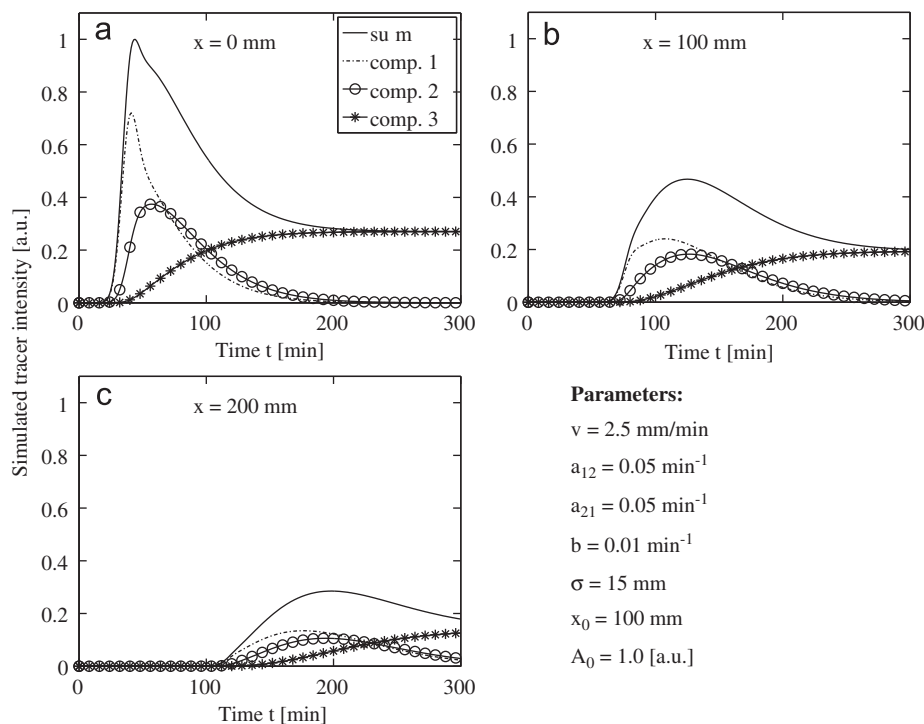 a
x = 0 mm
su m
comp. 1
comp. 2
comp. 3
1
0.8
0.6
0.4
0.2
0
0 100 200 300
Time t [min]
b
x = 100 mm
1
0.8
0.6
0.4
0.2
0
0 100 200 300
Time t [min]
Simulated tracer intensity [a.u.]
c
x = 200 mm
1
0.8
0.6
0.4
0.2
0
0 100 200 300
Time t [min]
Parameters:
v = 2.5 mm/min
a₁₂ = 0.05 min⁻¹
a₂₁ = 0.05 min⁻¹
b = 0.01 min⁻¹
σ = 15 mm
x₀ = 100 mm
A₀ = 1.0 [a.u.]